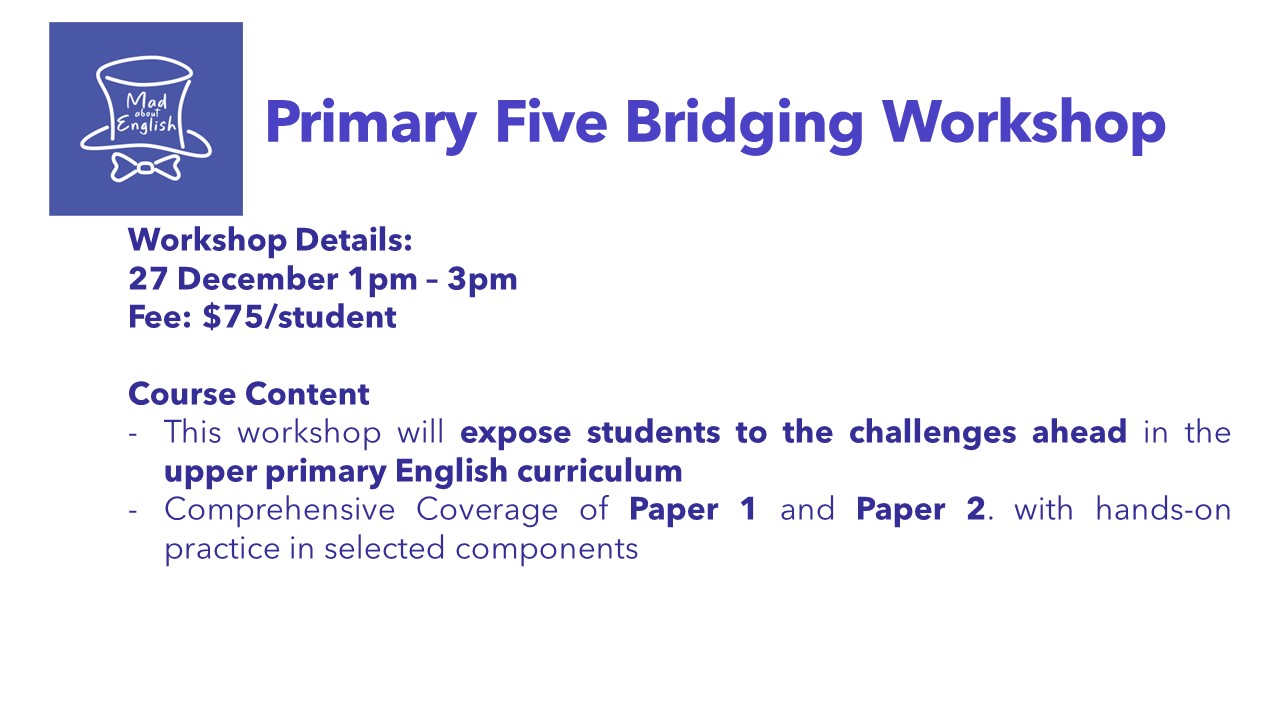 Mad
about
English
Primary Five Bridging Workshop
Workshop Details:
27 December 1pm – 3pm
Fee: $75/student
Course Content
- This workshop will expose students to the challenges ahead in the
upper primary English curriculum
- Comprehensive Coverage of Paper 1 and Paper 2. with hands-on
practice in selected components